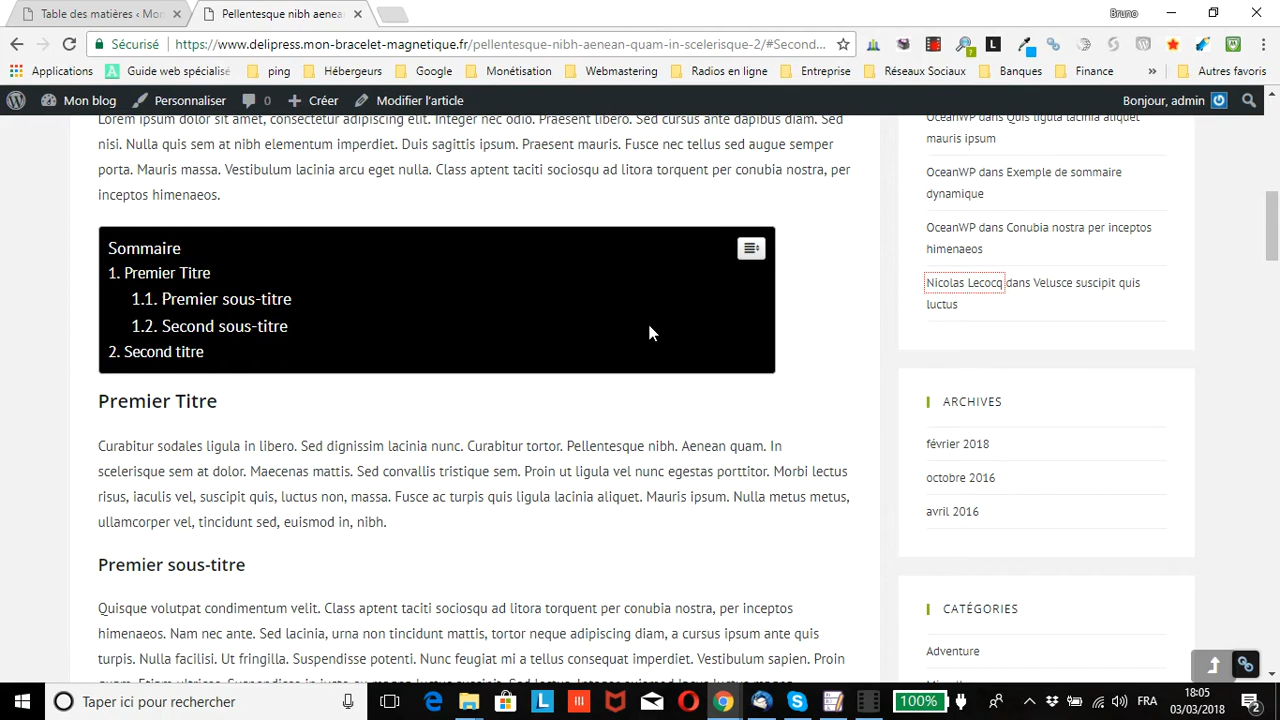 Table des matières « Mon
Pellentesque nibh aenea
Bruno
Sécurisé
https://www.delipress.mon-bracelet-magnetique.fr/pellentesque-nibh-aenean-quam-in-scelerisque-2/#Second...
Applications
Guide web spécialisé
ping
Hébergeurs
Google
Monétisation
Webmastering
Radios en ligne
Entreprise
Réseaux Sociaux
Banques
Finance
»
Autres favoris
Mon blog
Personnaliser
0
Créer
Modifier l'article
Bonjour, admin
Lorem ipsum dolor sit amet, consectetur adipiscing elit. Integer nec odio. Praesent libero. Sed cursus ante dapibus diam. Sed
nisi. Nulla quis sem at nibh elementum imperdiet. Duis sagittis ipsum. Praesent mauris. Fusce nec tellus sed augue semper
porta. Mauris massa. Vestibulum lacinia arcu eget nulla. Class aptent taciti sociosqu ad litora torquent per conubia nostra, per
inceptos himenaeos.
Sommaire
1. Premier Titre
1.1. Premier sous-titre
1.2. Second sous-titre
2. Second titre
Premier Titre
Curabitur sodales ligula in libero. Sed dignissim lacinia nunc. Curabitur tortor. Pellentesque nibh. Aenean quam. In
scelerisque sem at dolor. Maecenas mattis. Sed convallis tristique sem. Proin ut ligula vel nunc egestas porttitor. Morbi lectus
risus, iaculis vel, suscipit quis, luctus non, massa. Fusce ac turpis quis ligula lacinia aliquet. Mauris ipsum. Nulla metus metus,
ullamcorper vel, tincidunt sed, euismod in, nibh.
Premier sous-titre
Quisque volutpat condimentum velit. Class aptent taciti sociosqu ad litora torquent per conubia nostra, per inceptos
himenaeos. Nam nec ante. Sed lacinia, urna non tincidunt mattis, tortor neque adipiscing diam, a cursus ipsum ante quis
turpis. Nulla facilisi. Ut fringilla. Suspendisse potenti. Nunc feugiat mi a tellus consequat imperdiet. Vestibulum sapien. Proin
OceanWP dans Quis ligula lacinia aliquet
mauris ipsum
OceanWP dans Exemple de sommaire
dynamique
OceanWP dans Conubia nostra per inceptos
himenaeos
Nicolas Lecocq dans Velusce suscipit quis
luctus
ARCHIVES
février 2018
octobre 2016
avril 2016
CATÉGORIES
Adventure
Taper ici pour rechercher
100%
FRA
18:05
03/03/2018
2